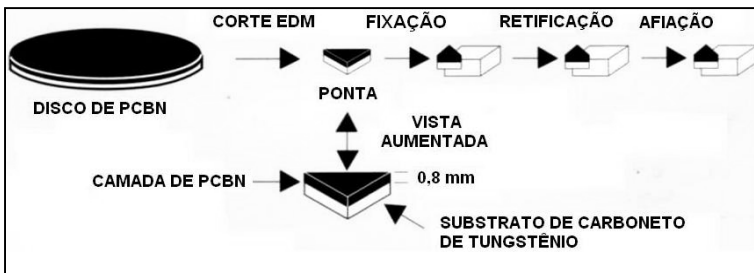 CORTE EDM
FIXAÇÃO
RETIFICAÇÃO
AFIAÇÃO
DISCO DE PCBN
PONTA
VISTA
AUMENTADA
CAMADA DE PCBN
0,8 mm
SUBSTRATO DE CARBONETO
DE TUNGSTÊNIO